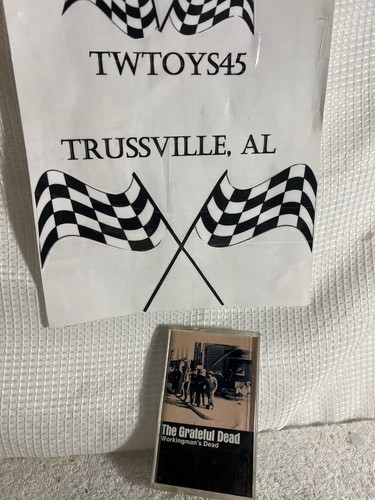 TWTOYS45
TRUSSVILLE, AL
The Grateful Dead
Workingman's Dead